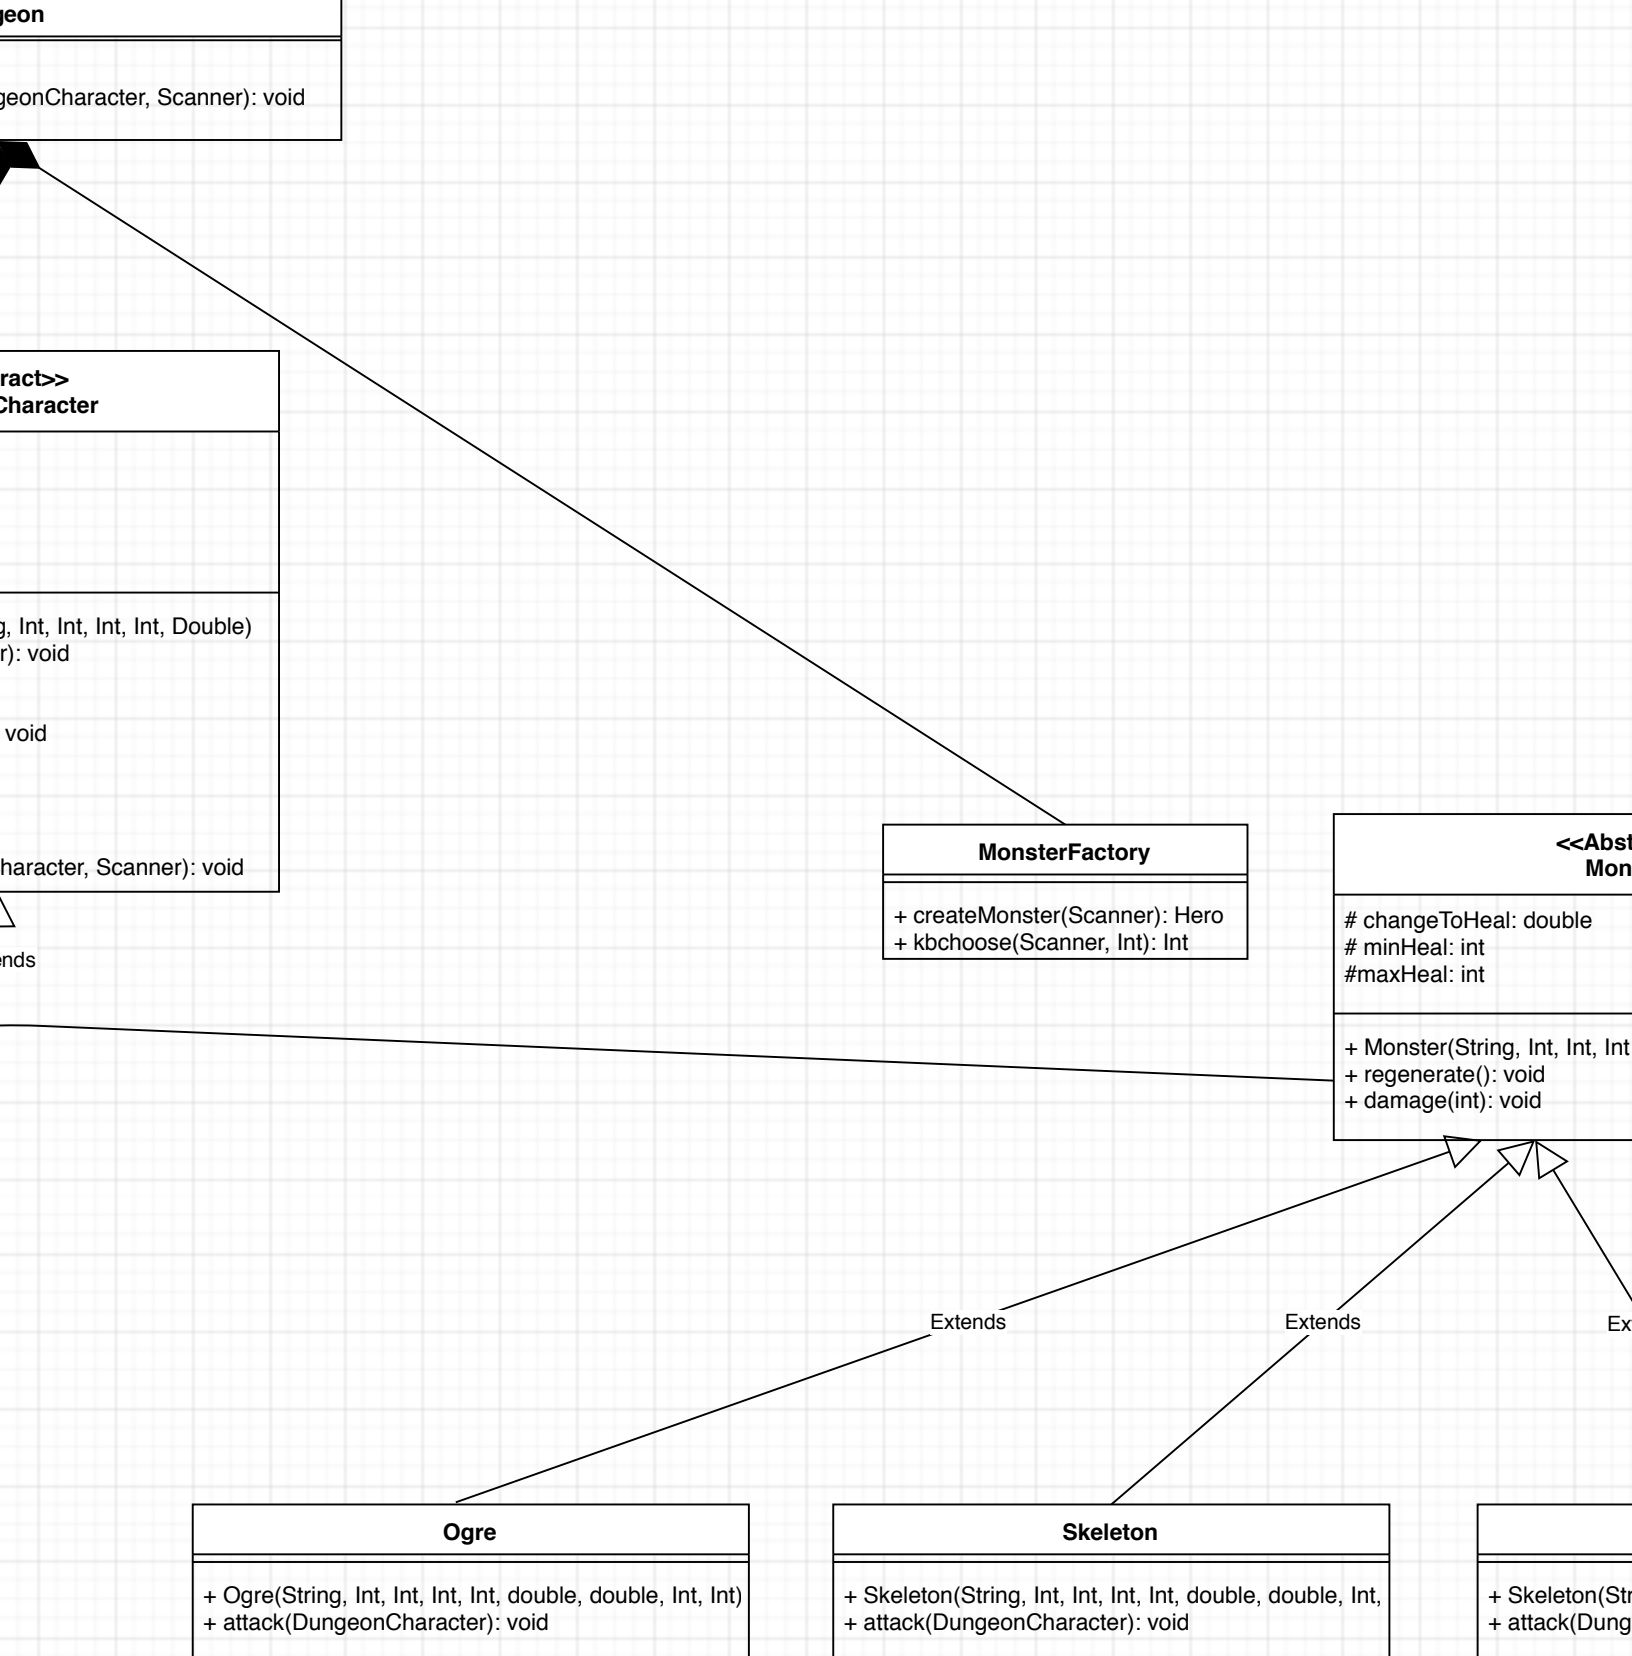 geon
geonCharacter, Scanner): void
ract>>
Character
g, Int, Int, Int, Int, Double)
r): void
void
haracter, Scanner): void
ends
MonsterFactory
+ createMonster(Scanner): Hero
+ kbchoose(Scanner, Int): Int
<<Abst
Mon
# changeToHeal: double
# minHeal: int
#maxHeal: int
+ Monster(String, Int, Int, Int
+ regenerate(): void
+ damage(int): void
Extends
Extends
Ex
Ogre
+ Ogre(String, Int, Int, Int, Int, double, double, Int, Int)
+ attack(DungeonCharacter): void
Skeleton
+ Skeleton(String, Int, Int, Int, Int, double, double, Int,
+ attack(DungeonCharacter): void
+ Skeleton(Str
+ attack(Dung